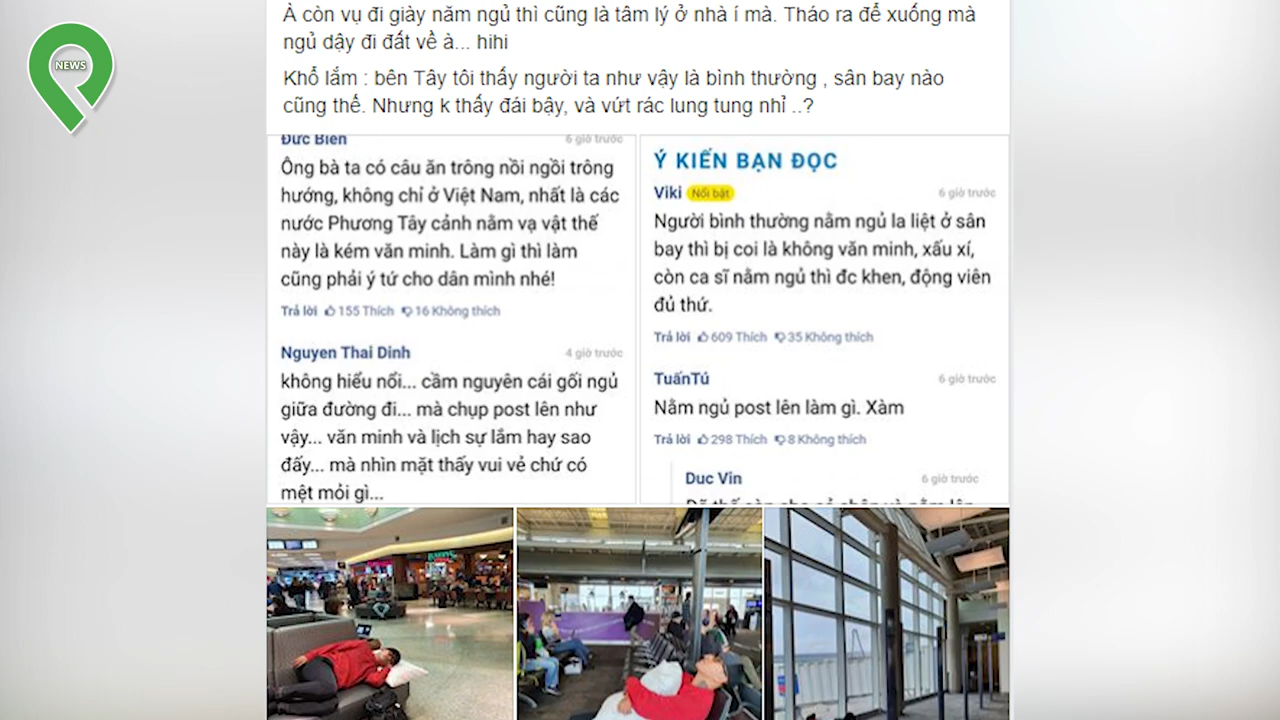 NEWS
À còn vụ đi giày năm ngủ thì cũng là tâm lý ở nhà í mà. Tháo ra để xuống mà
ngủ dậy đi đất về à... hihi
Khổ lắm : bên Tây tôi thấy người ta như vậy là bình thường , sân bay nào
cũng thế. Nhưng k thấy đái bậy, và vứt rác lung tung nhỉ ..?
Đức Biên
6 giờ trước
Ông bà ta có câu ăn trông nồi ngồi trông
hướng, không chỉ ở Việt Nam, nhất là các
nước Phương Tây cảnh nằm vạ vật thế
này là kém văn minh. Làm gì thì làm
cũng phải ý tứ cho dân mình nhé!
Trả lời 155 Thích 16 Không thích
Nguyen Thai Dinh
4 giờ trước
không hiểu nổi... cầm nguyên cái gối ngủ
giữa đường đi... mà chụp post lên như
vậy... văn minh và lịch sự lắm hay sao
đấy... mà nhìn mặt thấy vui vẻ chứ có
mệt mỏi gì...
Ý KIẾN BẠN ĐỌC
Viki Nổi bật
6 giờ trước
Người bình thường nằm ngủ la liệt ở sân
bay thì bị coi là không văn minh, xấu xí,
còn ca sĩ nằm ngủ thì đc khen, động viên
đủ thứ.
Trả lời 609 Thích 35 Không thích
TuấnTú
6 giờ trước
Nằm ngủ post lên làm gì. Xàm
Trả lời 298 Thích 8 Không thích
Duc Vin
6 giờ trước